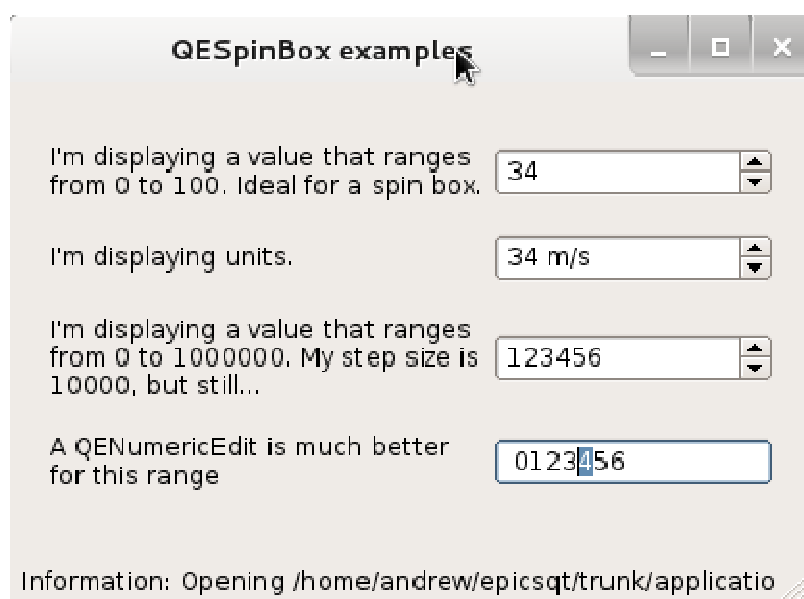 QESpinBox examples
I'm displaying a value that ranges
from 0 to 100. Ideal for a spin box.
34
I'm displaying units.
34 m/s
I'm displaying a value that ranges
from 0 to 1000000. My step size is
10000, but still...
123456
A QENumericEdit is much better
for this range
0123456
Information: Opening /home/andrew/epicsqt/trunk/applicatio